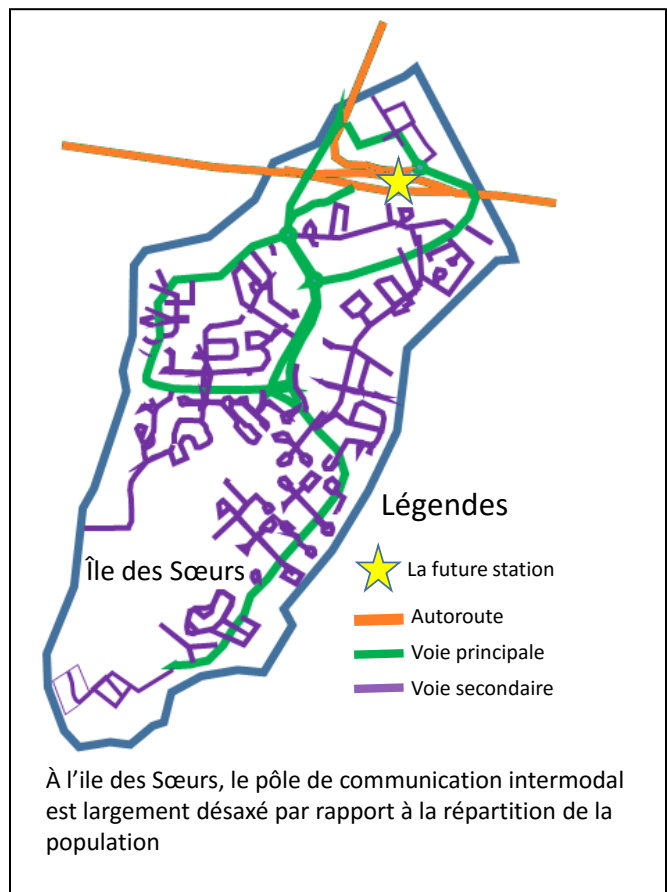 Légendes
Île des Sœurs
La future station
Autoroute
Voie principale
Voie secondaire
À l’ile des Sœurs, le pôle de communication intermodal
est largement désaxé par rapport à la répartition de la
population